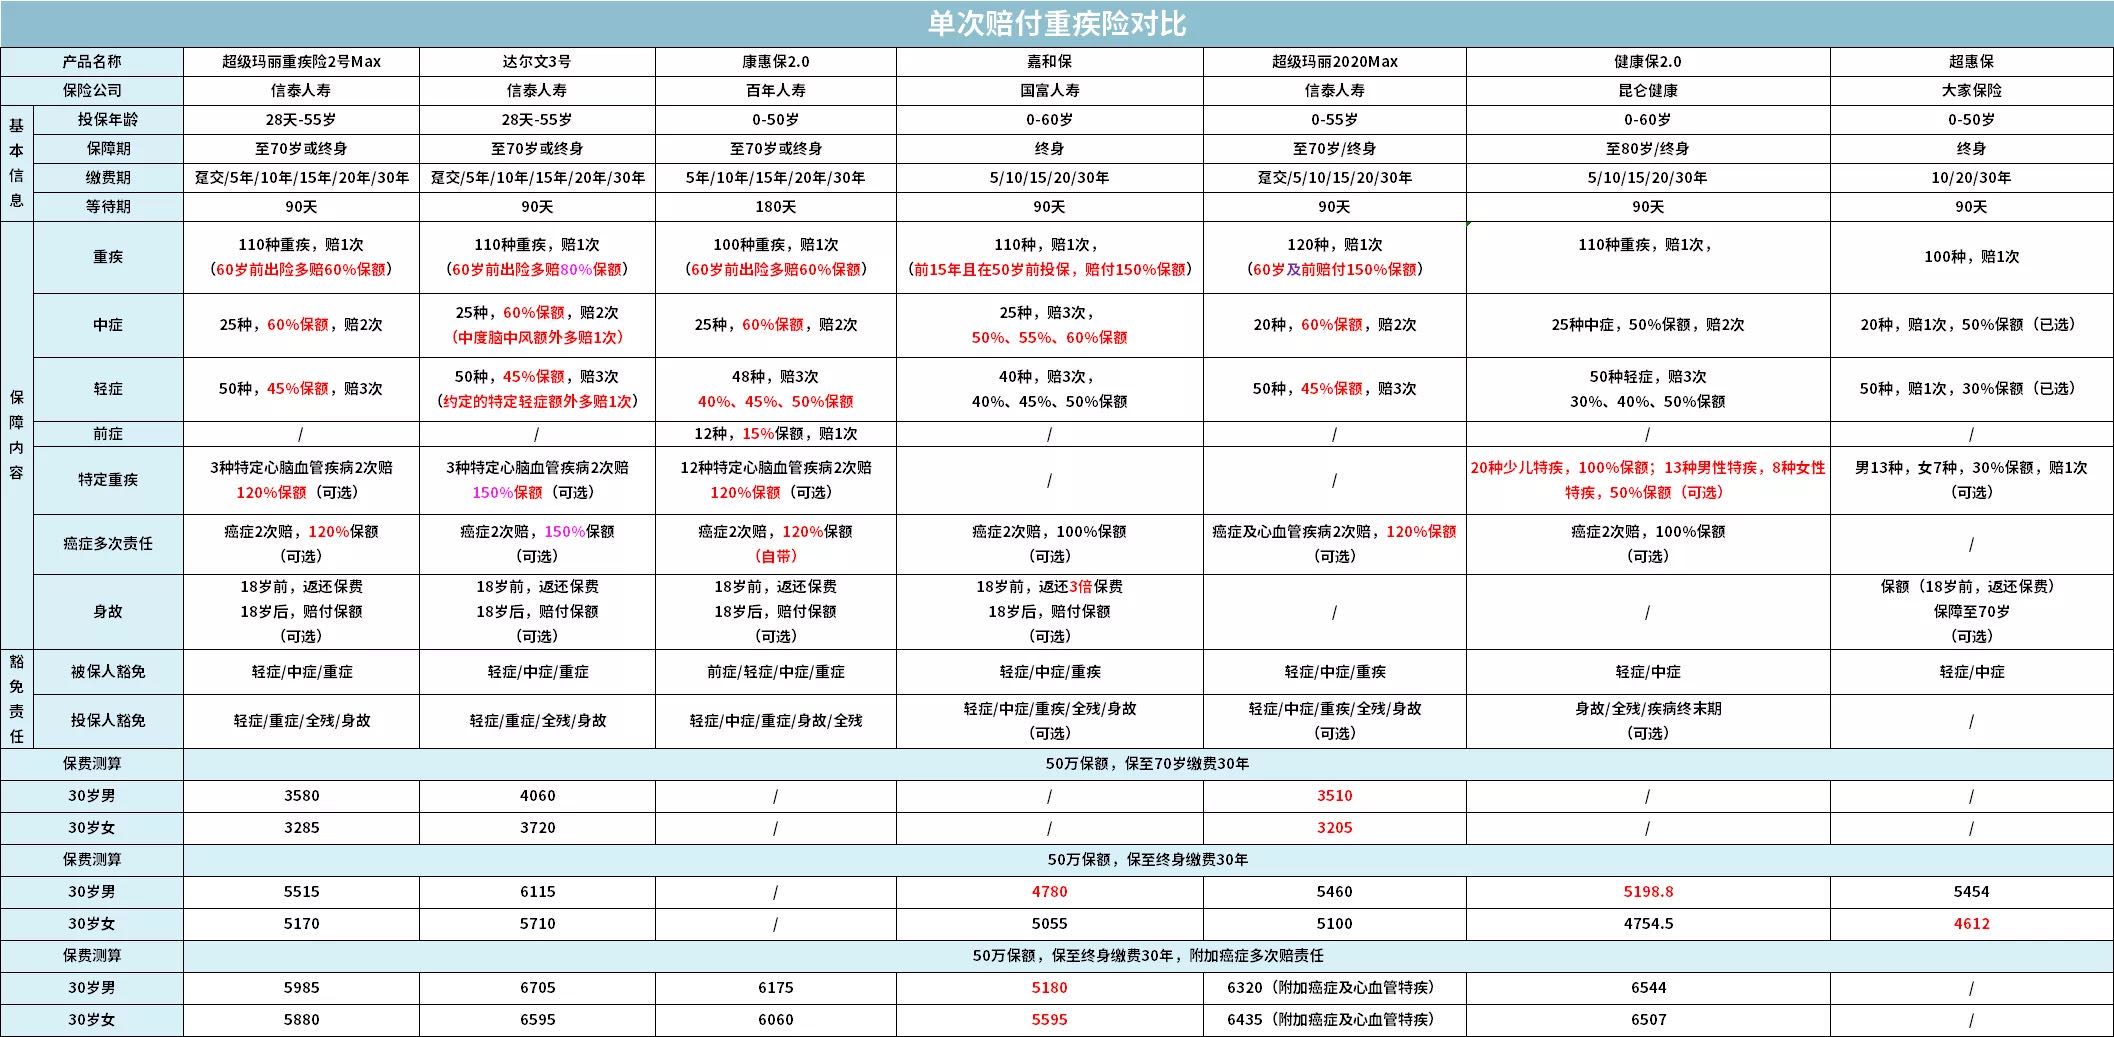 单次赔付重疾险对比
产品名称 超级玛丽重疾险2号Max 达尔文3号 康惠保2.0 嘉和保 超级玛丽2020Max 健康保2.0 超惠保
保险公司 信泰人寿 信泰人寿 百年人寿 国富人寿 信泰人寿 昆仑健康 大家保险
基本信息
投保年龄 28天-55岁 28天-55岁 0-50岁 0-60岁 0-55岁 0-60岁 0-50岁
保障期 至70岁或终身 至70岁或终身 至70岁或终身 终身 至70岁/终身 至80岁/终身 终身
缴费期 趸交/5年/10年/15年/20年/30年 趸交/5年/10年/15年/20年/30年 5年/10年/15年/20年/30年 5/10/15/20/30年 趸交/5/10/15/20/30年 5/10/15/20/30年 10/20/30年
等待期 90天 90天 180天 90天 90天 90天 90天
保障内容
重疾
110种重疾，赔1次
（60岁前出险多赔60%保额）
110种重疾，赔1次
（60岁前出险多赔80%保额）
100种重疾，赔1次
（60岁前出险多赔60%保额）
110种，赔1次，
（前15年且在50岁前投保，赔付150%保额）
120种，赔1次
（60岁及前赔付150%保额）
110种重疾，赔1次，
100种，赔1次
中症
25种，60%保额，赔2次
25种，60%保额，赔2次
（中度脑中风额外多赔1次）
25种，60%保额，赔2次
25种，赔3次，
50%、55%、60%保额
20种，60%保额，赔2次
25种中症，50%保额，赔2次
20种，赔1次，50%保额（已选）
轻症
50种，45%保额，赔3次
50种，45%保额，赔3次
（约定的特定轻症额外多赔1次）
48种，赔3次
40%、45%、50%保额
40种，赔3次，
40%、45%、50%保额
50种，45%保额，赔3次
50种轻症，赔3次
30%、40%、50%保额
50种，赔1次，30%保额（已选）
前症 / / 12种，15%保额，赔1次 / / / /
特定重疾
3种特定心脑血管疾病2次赔
120%保额（可选）
3种特定心脑血管疾病2次赔
150%保额（可选）
12种特定心脑血管疾病2次赔
120%保额（可选）
/
/
20种少儿特疾，100%保额；13种男性特疾，8种女性
特疾，50%保额（可选）
男13种，女7种，30%保额，赔1次
（可选）
癌症多次责任
癌症2次赔，120%保额
（可选）
癌症2次赔，150%保额
（可选）
癌症2次赔，120%保额
（自带）
癌症2次赔，100%保额
（可选）
癌症及心血管疾病2次赔，120%保额
（可选）
癌症2次赔，100%保额
（可选）
/
身故
18岁前，返还保费
18岁后，赔付保额
（可选）
18岁前，返还保费
18岁后，赔付保额
（可选）
18岁前，返还保费
18岁后，赔付保额
（可选）
18岁前，返还3倍保费
18岁后，赔付保额
（可选）
/
/
保额（18岁前，返还保费）
保障至70岁
（可选）
豁免责任
被保人豁免 轻症/中症/重症 轻症/中症/重症 前症/轻症/中症/重症 轻症/中症/重疾 轻症/中症/重疾 轻症/中症 轻症/中症
投保人豁免
轻症/重症/全残/身故
轻症/重症/全残/身故
轻症/中症/重症/身故/全残
轻症/中症/重疾/全残/身故
（可选）
轻症/中症/重疾/全残/身故
（可选）
身故/全残/疾病终末期
（可选）
/
保费测算 50万保额，保至70岁缴费30年
30岁男 3580 4060 / / 3510 / /
30岁女 3285 3720 / / 3205 / /
保费测算 50万保额，保至终身缴费30年
30岁男 5515 6115 / 4780 5460 5198.8 5454
30岁女 5170 5710 / 5055 5100 4754.5 4612
保费测算 50万保额，保至终身缴费30年，附加癌症多次赔责任
30岁男 5985 6705 6175 5180 6320（附加癌症及心血管特疾） 6544 /
30岁女 5880 6595 6060 5595 6435（附加癌症及心血管特疾） 6507 /